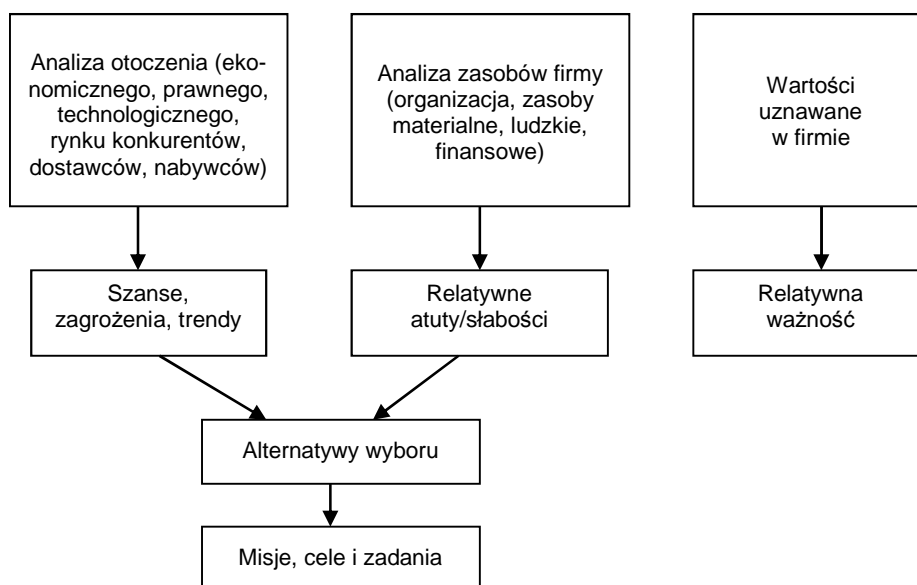 Analiza otoczenia (eko-
nomicznego, prawnego,
technologicznego,
rynku konkurentów,
dostawców, nabywców)
Analiza zasobów firmy
(organizacja, zasoby
materialne, ludzkie,
finansowe)
Wartości
uznawane
w firmie
Szanse,
zagrożenia, trendy
Relatywne
atuty/słabości
Relatywna
ważność
Alternatywy wyboru
Misje, cele i zadania